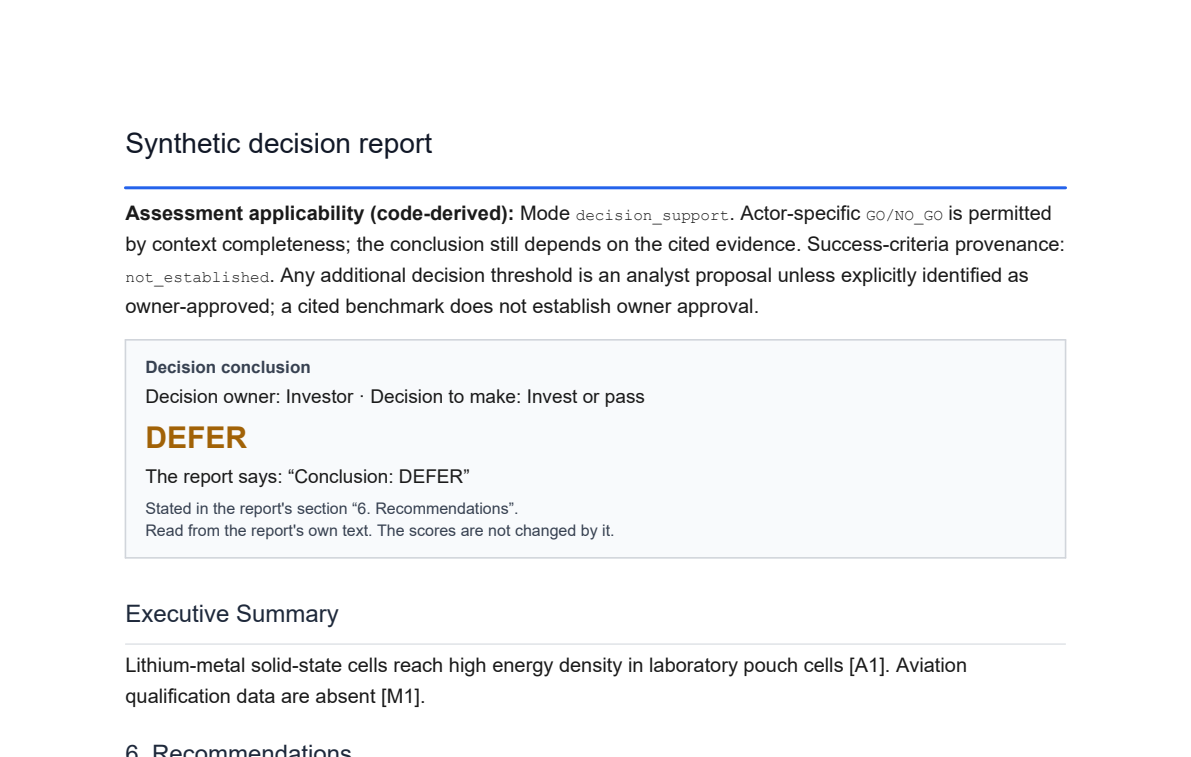 Synthetic decision report
Assessment applicability (code-derived): Mode decision_support. Actor-specific GO/NO_GO is permitted
by context completeness; the conclusion still depends on the cited evidence. Success-criteria provenance:
not_established. Any additional decision threshold is an analyst proposal unless explicitly identified as
owner-approved; a cited benchmark does not establish owner approval.
Decision conclusion
Decision owner: Investor · Decision to make: Invest or pass
DEFER
The report says: “Conclusion: DEFER”
Stated in the report's section “6. Recommendations”.
Read from the report's own text. The scores are not changed by it.
Executive Summary
Lithium-metal solid-state cells reach high energy density in laboratory pouch cells [A1]. Aviation
qualification data are absent [M1].
6. Recommendations